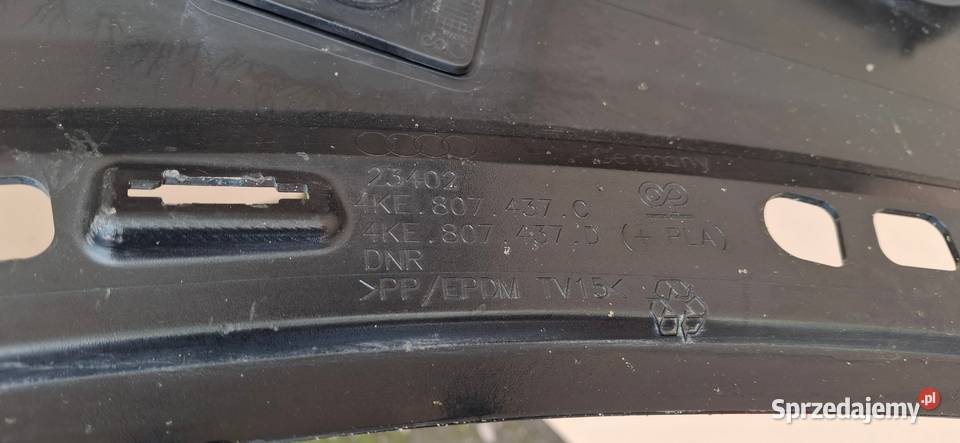 Germany
23402
4KE.807.437.C
4KE.807.437.D (+ PLA)
DNR
>PP/EPDM TV15<
Sprzedajemy.pl